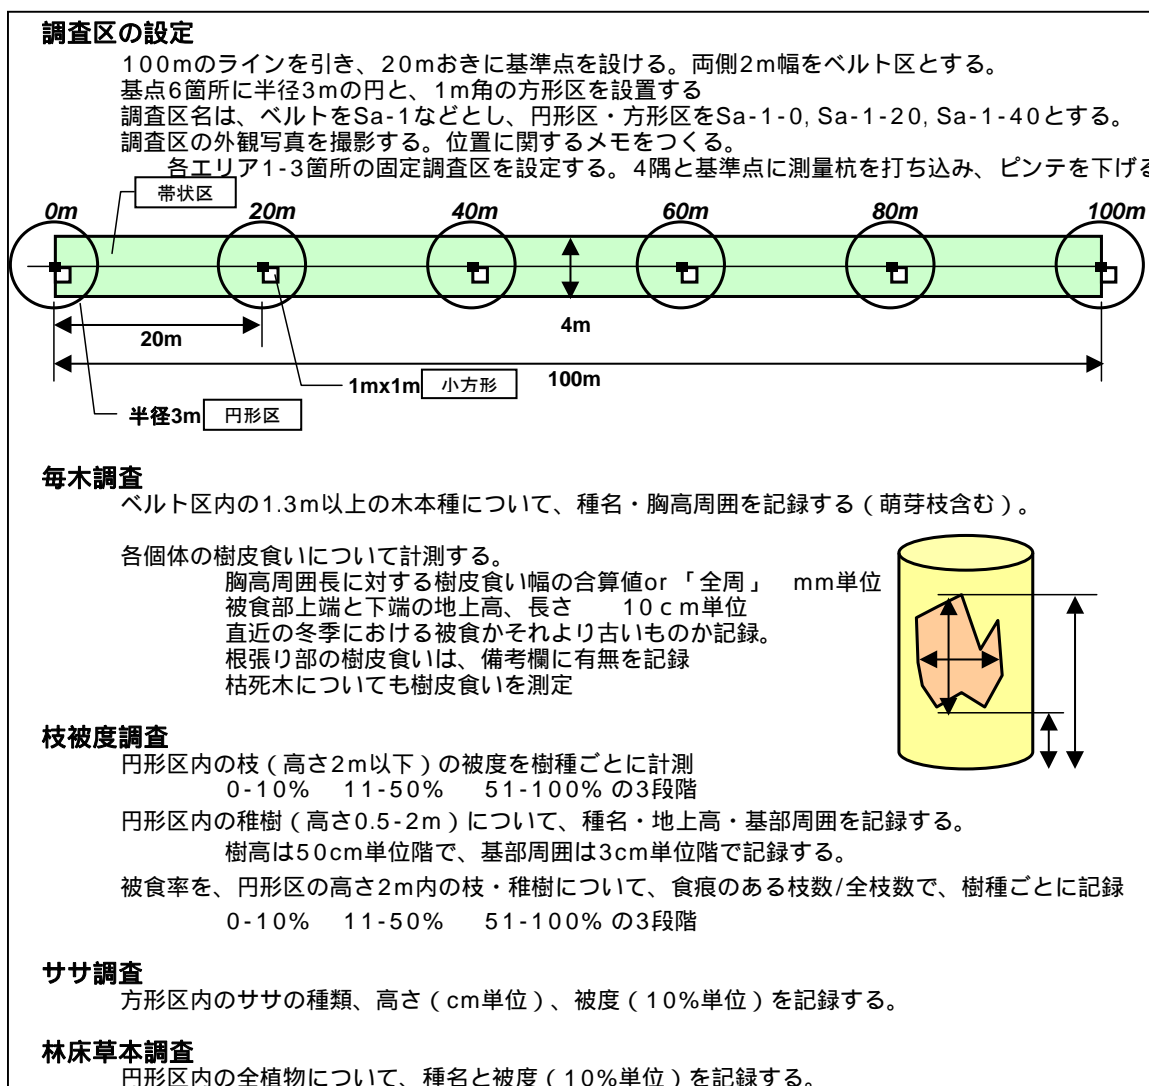 調査区の設定
100mのラインを引き、20mおきに基準点を設ける。両側2m幅をベルト区とする。
基点6箇所に半径3mの円と、1m角の方形区を設置する
調査区名は、ベルトをSa-1などとし、円形区・方形区をSa-1-0, Sa-1-20, Sa-1-40とする。
調査区の外観写真を撮影する。位置に関するメモをつくる。
各エリア1-3箇所の固定調査区を設定する。4隅と基準点に測量杭を打ち込み、ピンテを下げる
帯状区
0m 20m 40m 60m 80m 100m
20m
4m
100m
1mx1m 小方形
半径3m 円形区
毎木調査
ベルト区内の1.3m以上の木本種について、種名・胸高周囲を記録する(萌芽枝含む)。
各個体の樹皮食いについて計測する。
胸高周囲長に対する樹皮食い幅の合算値or「全周」 mm単位
被食部上端と下端の地上高、長さ 10cm単位
直近の冬季における被食かそれより古いものか記録。
根張り部の樹皮食いは、備考欄に有無を記録
枯死木についても樹皮食いを測定
枝被度調査
円形区内の枝(高さ2m以下)の被度を樹種ごとに計測
0-10% 11-50% 51-100% の3段階
円形区内の稚樹(高さ0.5-2m)について、種名・地上高・基部周囲を記録する。
樹高は50cm単位階で、基部周囲は3cm単位階で記録する。
被食率を、円形区の高さ2m内の枝・稚樹について、食痕のある枝数/全枝数で、樹種ごとに記録
0-10% 11-50% 51-100% の3段階
ササ調査
方形区内のササの種類、高さ(cm単位)、被度(10%単位)を記録する。
林床草本調査
円形区内の全植物について、種名と被度(10%単位)を記録する。